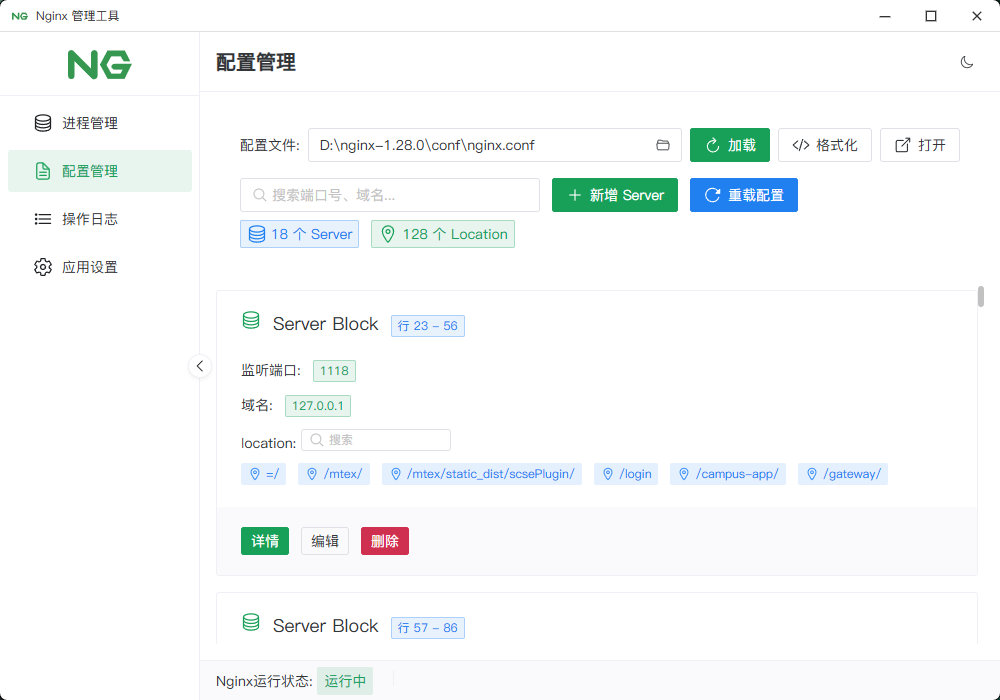 NG Nginx 管理工具
NG
配置管理
进程管理
配置管理
操作日志
应用设置
配置文件: D:\nginx-1.28.0\conf\nginx.conf 加载 </> 格式化 打开
搜索端口号、域名... + 新增 Server 重载配置
18 个 Server 128 个 Location
Server Block 行 23 - 56
监听端口: 1118
域名: 127.0.0.1
location: 搜索
=/ /mtex/ /mtex/static_dist/scsePlugin/ /login /campus-app/ /gateway/
详情 编辑 删除
Server Block 行 57 - 86
Nginx运行状态: 运行中